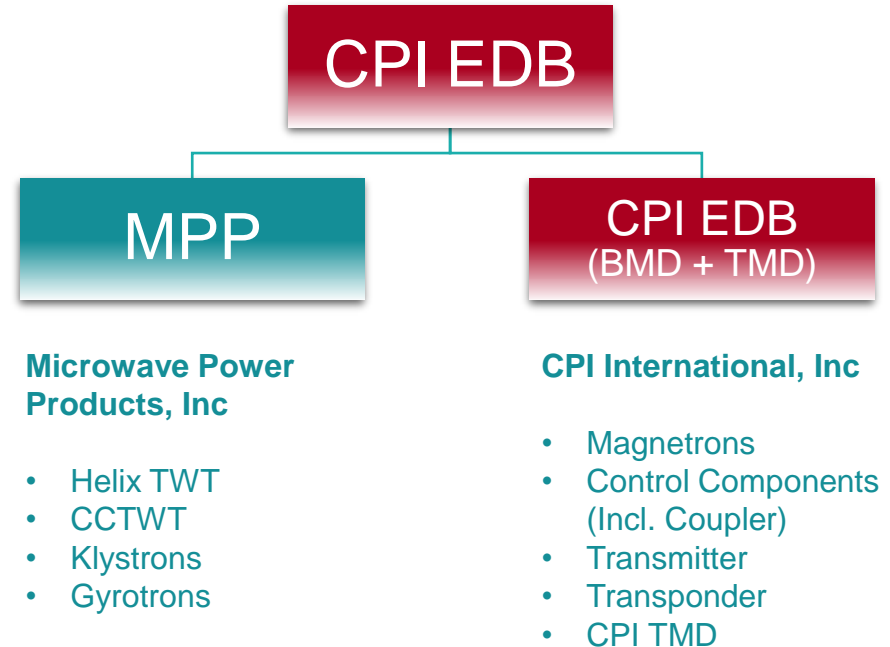 CPI EDB
MPP
CPI EDB
(BMD + TMD)
Microwave Power
Products, Inc
• Helix TWT
• CCTWT
• Klystrons
• Gyrotrons
CPI International, Inc
• Magnetrons
• Control Components
(Incl. Coupler)
• Transmitter
• Transponder
• CPI TMD